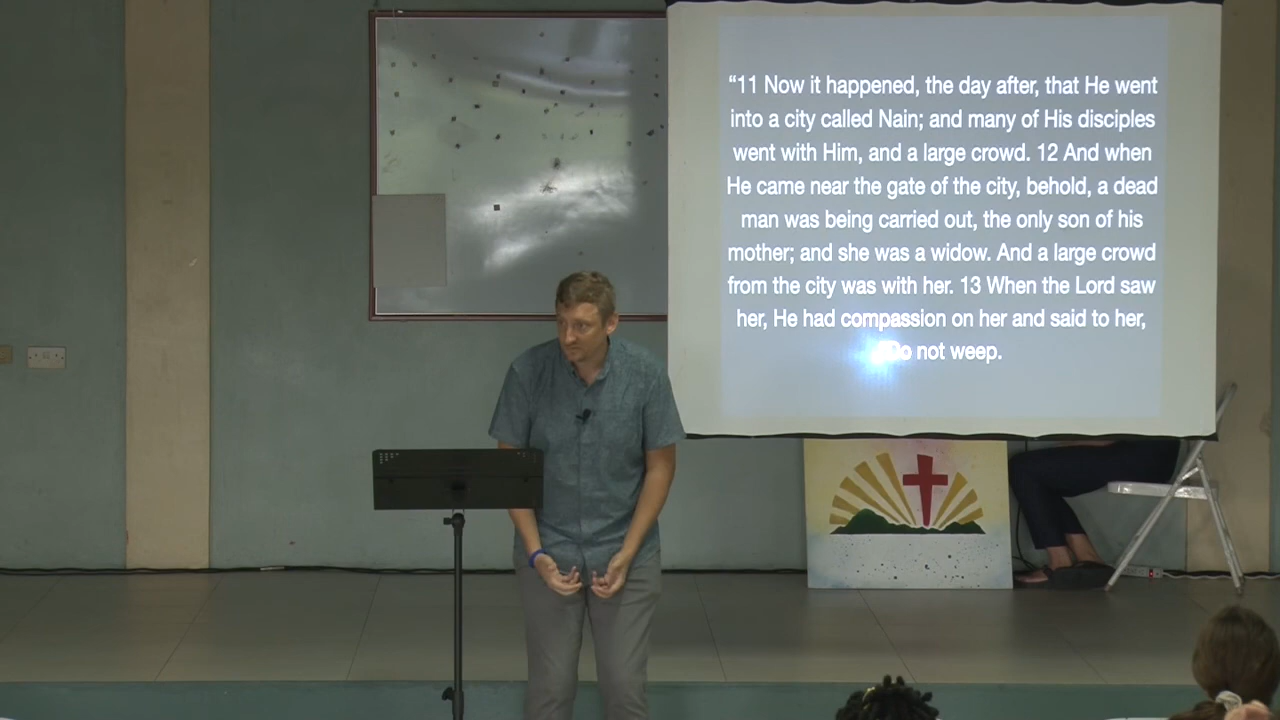 “11 Now it happened, the day after, that He went
into a city called Nain; and many of His disciples
went with Him, and a large crowd. 12 And when
He came near the gate of the city, behold, a dead
man was being carried out, the only son of his
mother; and she was a widow. And a large crowd
from the city was with her. 13 When the Lord saw
her, He had compassion on her and said to her,
not weep.